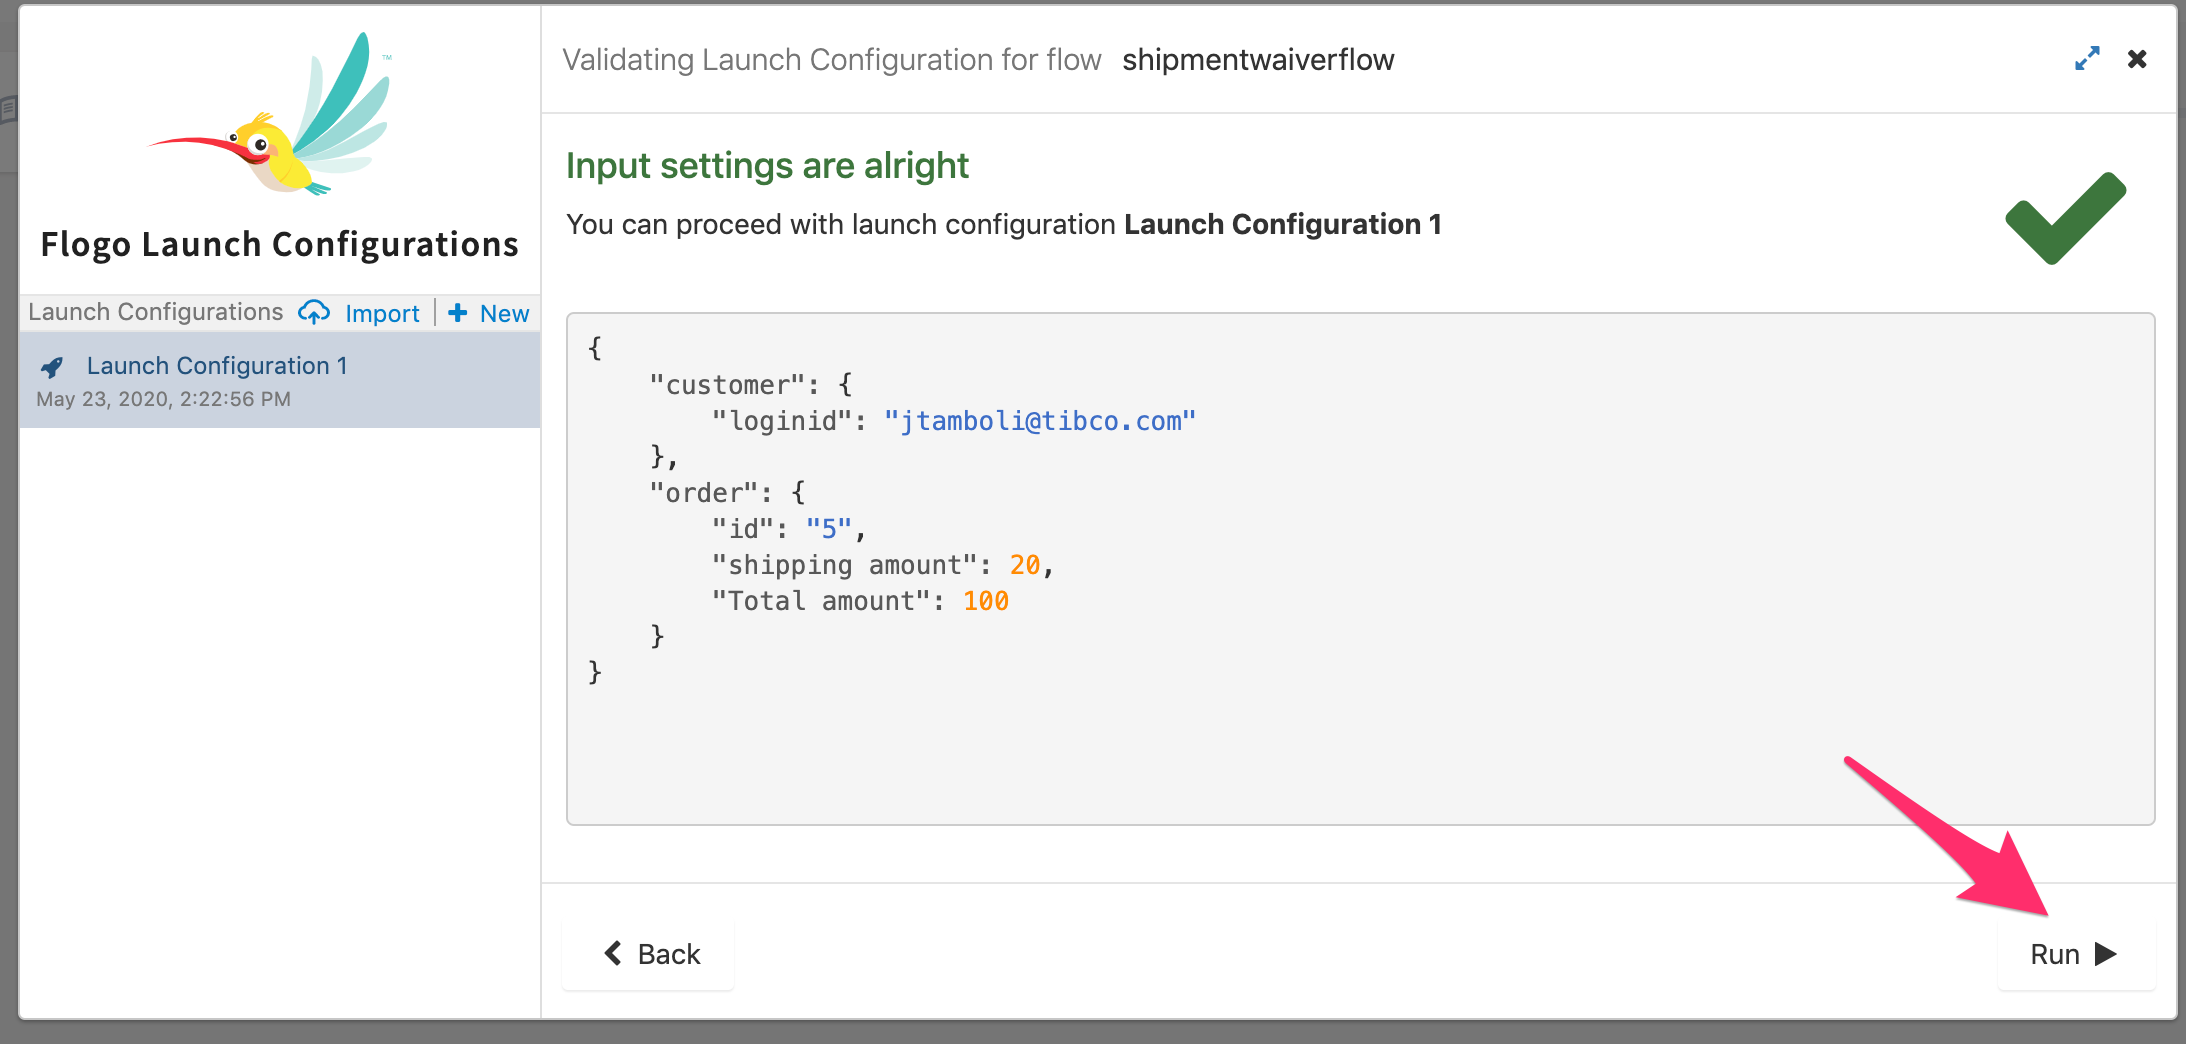 ™
Flogo Launch Configurations
Launch Configurations Import + New
Launch Configuration 1
May 23, 2020, 2:22:56 PM
Validating Launch Configuration for flow shipmentwaiverflow
Input settings are alright
You can proceed with launch configuration Launch Configuration 1
{
    "customer": {
        "loginid": "jtamboli@tibco.com"
    },
    "order": {
        "id": "5",
        "shipping amount": 20,
        "Total amount": 100
    }
}
Back
Run